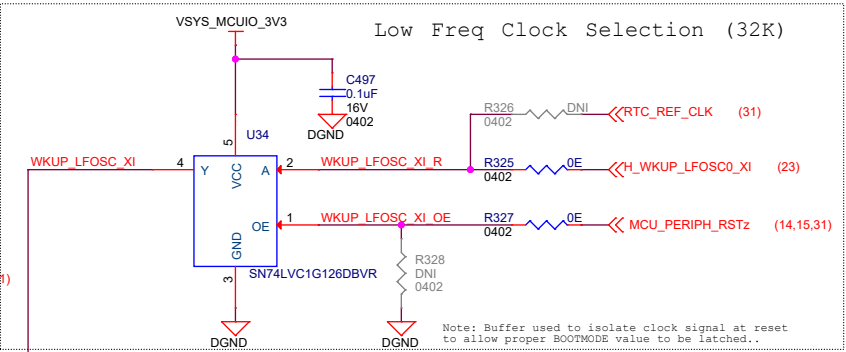 VSYS_MCUIO_3V3
Low Freq Clock Selection (32K)
C497
0.1uF
16V
0402
DGND
R326
0402
DNI
RTC_REF_CLK (31)
5
U34
WKUP_LFOSC_XI
4
Y
VCC
A
2
WKUP_LFOSC_XI_R
R325
0402
0E
H_WKUP_LFOSC0_XI (23)
OE
1
WKUP_LFOSC_XI_OE
R327
0402
0E
MCU_PERIPH_RSTz (14,15,31)
GND
3
SN74LVC1G126DBVR
R328
DNI
0402
1)
DGND
DGND
Note: Buffer used to isolate clock signal at reset
to allow proper BOOTMODE value to be latched..